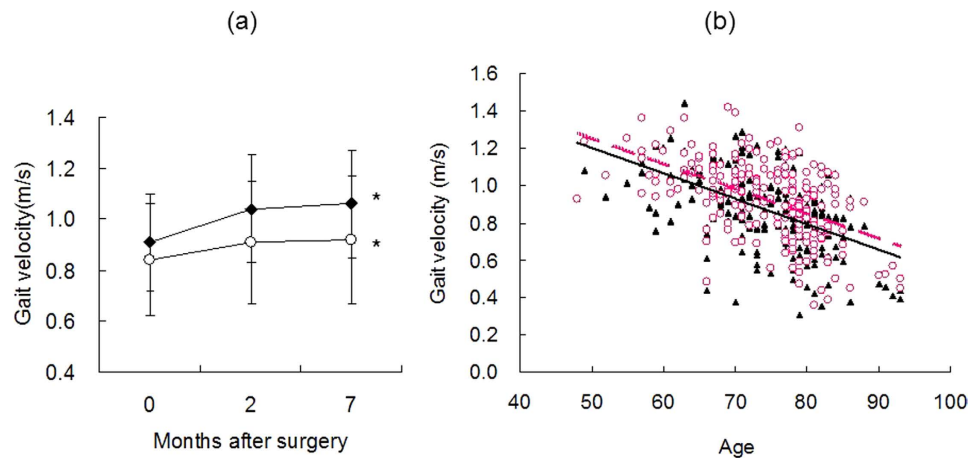 (a)
Gait velocity(m/s)
1.4
1.2
1.0
0.8
0.6
0.4
*
*
0 2 7
Months after surgery
(b)
Gait velocity (m/s)
1.6
1.4
1.2
1.0
0.8
0.6
0.4
0.2
0.0
40 50 60 70 80 90 100
Age